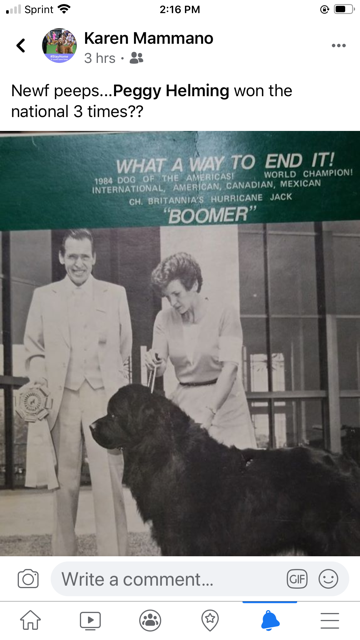 Sprint 2:16 PM
Karen Mammano
3 hrs ·
Newf peeps...Peggy Helming won the
national 3 times??
WHAT A WAY TO END IT!
1984 DOG OF THE AMERICAS! WORLD CHAMPION!
INTERNATIONAL, AMERICAN, CANADIAN, MEXICAN
CH. BRITANNIA'S HURRICANE JACK
"BOOMER"
Write a comment...
GIF